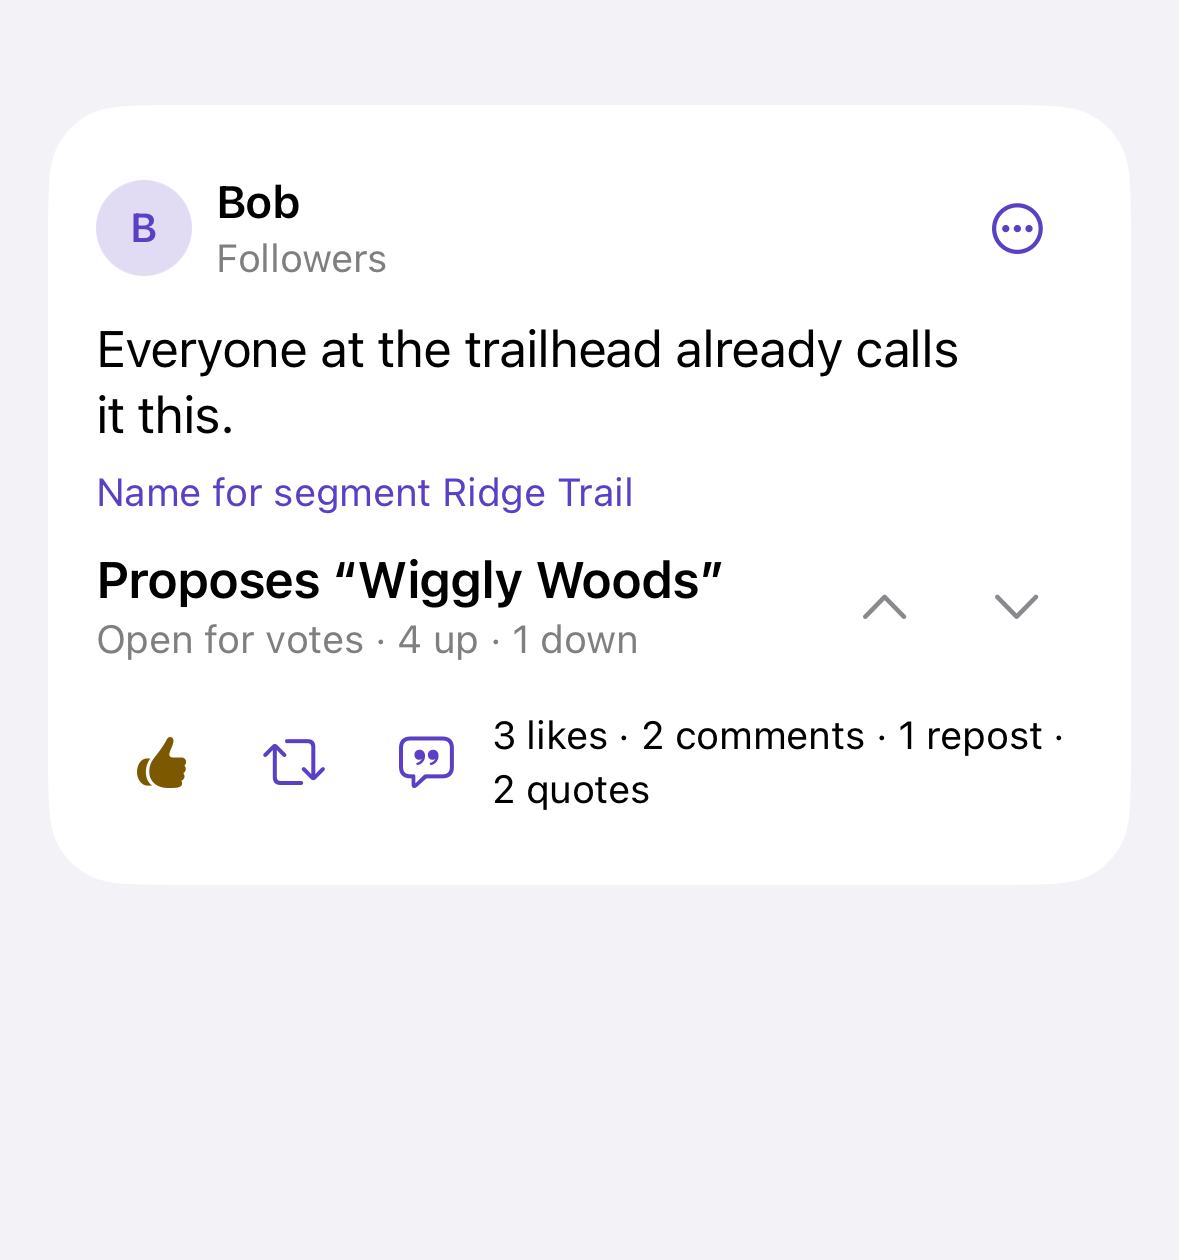 B
Bob
Followers
Everyone at the trailhead already calls
it this.
Name for segment Ridge Trail
Proposes “Wiggly Woods”
Open for votes · 4 up · 1 down
3 likes · 2 comments · 1 repost ·
2 quotes